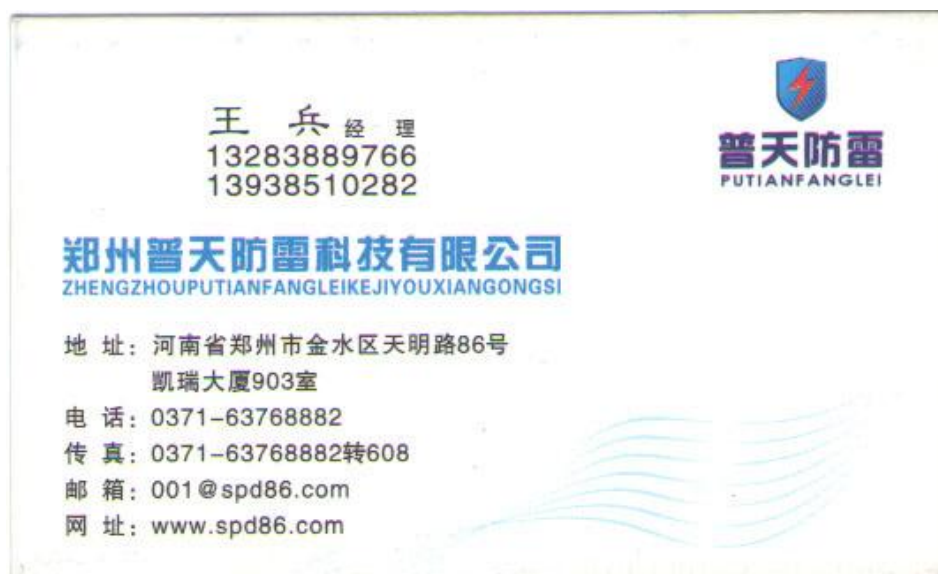 王 兵 经 理
13283889766
13938510282
普天防雷
PUTIANFANGLEI
郑州普天防雷科技有限公司
ZHENGZHOUPUTIANFANGLEIKEJIYOUXIANGONGSI
地 址：河南省郑州市金水区天明路86号
凯瑞大厦903室
电 话：0371-63768882
传 真：0371-63768882转608
邮 箱：001@spd86.com
网 址：www.spd86.com